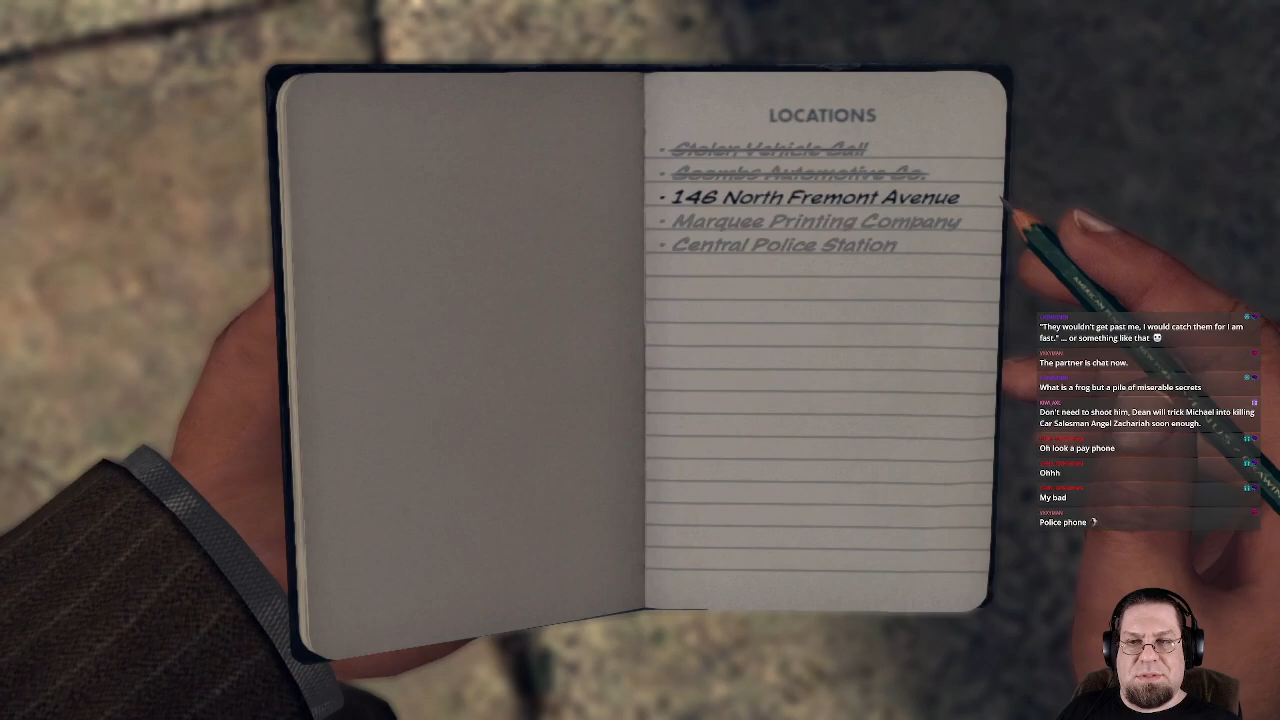 LOCATIONS
· Stolen Vehicle Call
· Coombs Automotive Co.
· 146 North Fremont Avenue
· Marquee Printing Company
· Central Police Station
"They wouldn't get past me, I would catch them for I am
fast." ... or something like that
The partner is chat now.
What is a frog but a pile of miserable secrets
Don't need to shoot him, Dean will trick Michael into killing
Car Salesman Angel Zachariah soon enough.
Oh look a pay phone
Ohhh
My bad
Police phone